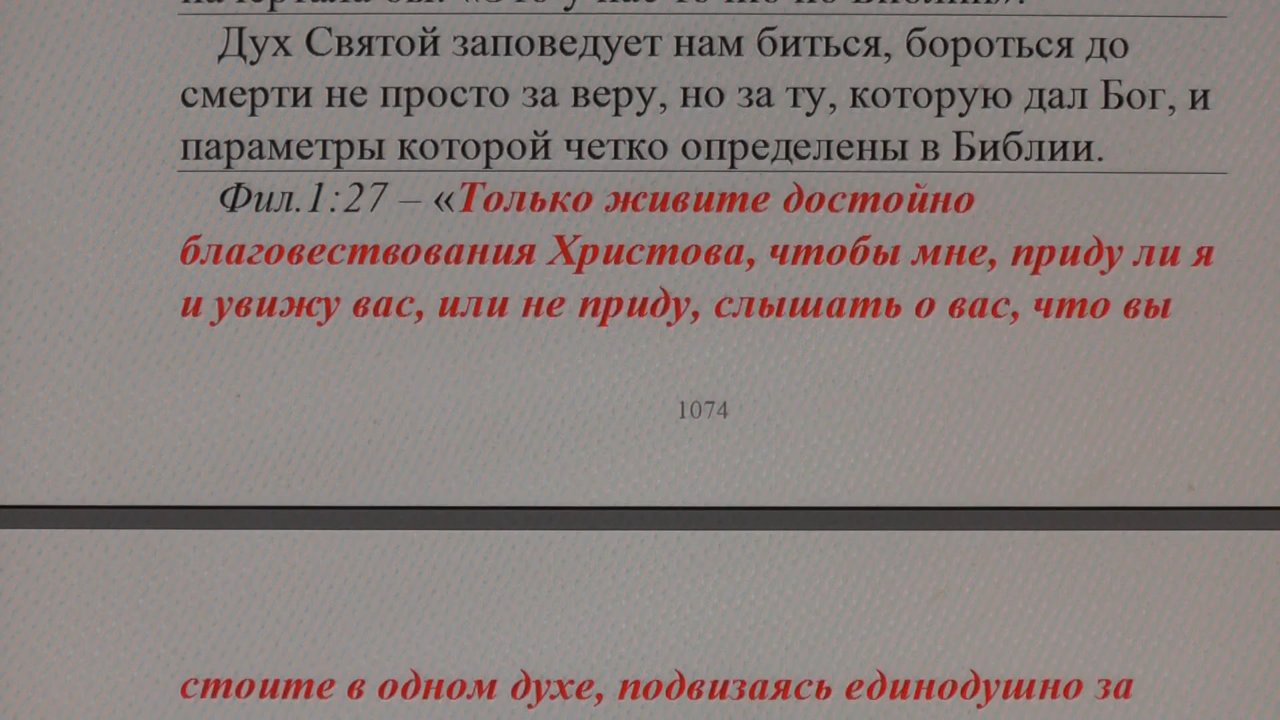 Дух Святой заповедует нам биться, бороться до
смерти не просто за веру, но за ту, которую дал Бог, и
параметры которой четко определены в Библии.
Фил.1:27 – «Только живите достойно
благовествования Христова, чтобы мне, приду ли я
и увижу вас, или не приду, слышать о вас, что вы
1074
стоите в одном духе, подвизаясь единодушно за